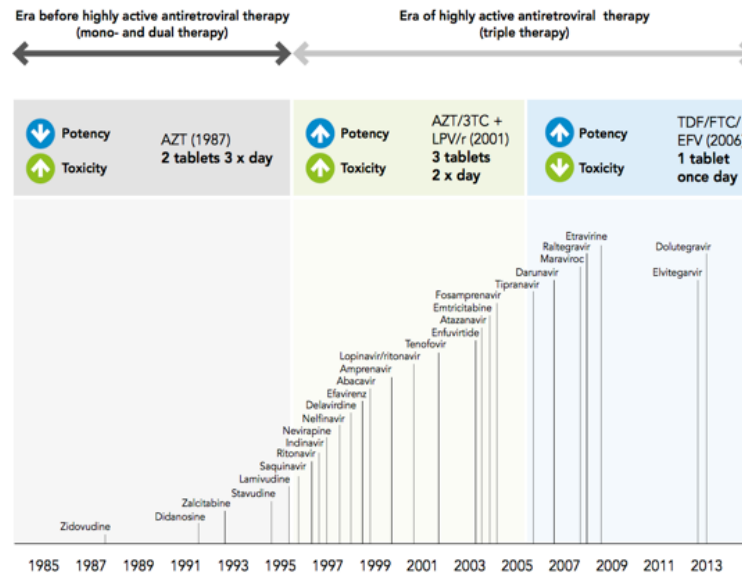 Era before highly active antiretroviral therapy
(mono- and dual therapy)
Era of highly active antiretroviral therapy
(triple therapy)
Potency
Toxicity
AZT (1987)
2 tablets 3 x day
Potency
Toxicity
AZT/3TC +
LPV/r (2001)
3 tablets
2 x day
Potency
Toxicity
TDF/FTC/
EFV (2006
1 tablet
once day
Etravirine
Raltegravir
Dolutegravir
Maraviroc
Darunavir
Elvitegarvir
Tipranavir
Fosamprenavir
Emtricitabine
Atazanavir
Enfuvirtide
Tenofovir
Lopinavir/ritonavir
Amprenavir
Abacavir
Efavirenz
Delavirdine
Nelfinavir
Nevirapine
Indinavir
Ritonavir
Saquinavir
Lamivudine
Stavudine
Zalcitabine
Didanosine
Zidovudine
1985 1987 1989 1991 1993 1995 1997 1999 2001 2003 2005 2007 2009 2011 2013